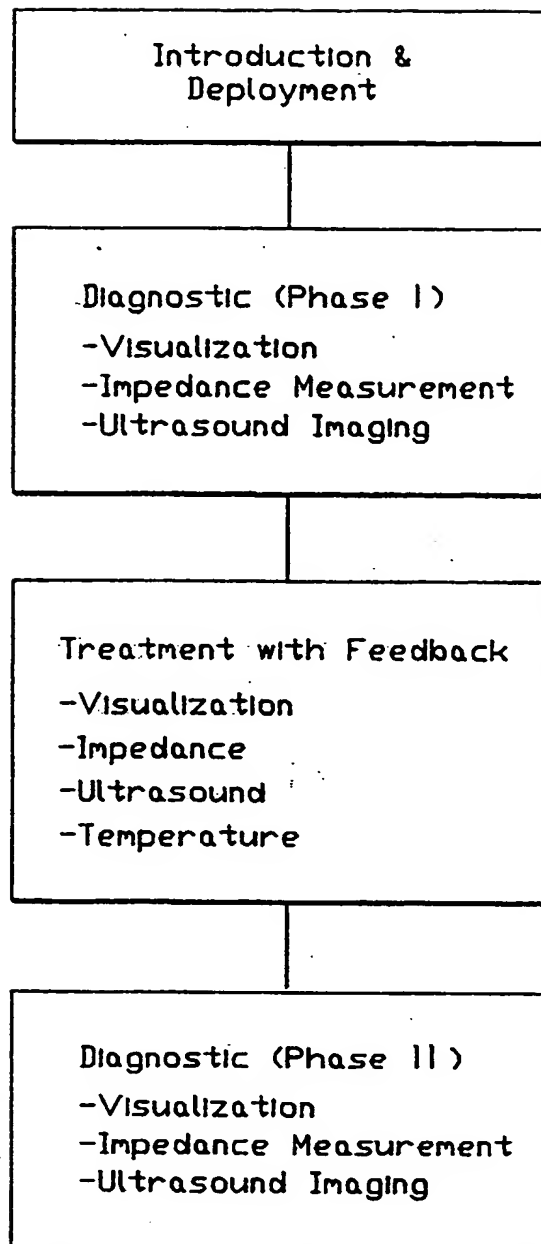 Introduction &
Deployment
Diagnostic (Phase I)
-Visualization
-Impedance Measurement
-Ultrasound Imaging
Treatment with Feedback
-Visualization
-Impedance
-Ultrasound
-Temperature
Diagnostic (Phase II)
-Visualization
-Impedance Measurement
-Ultrasound Imaging